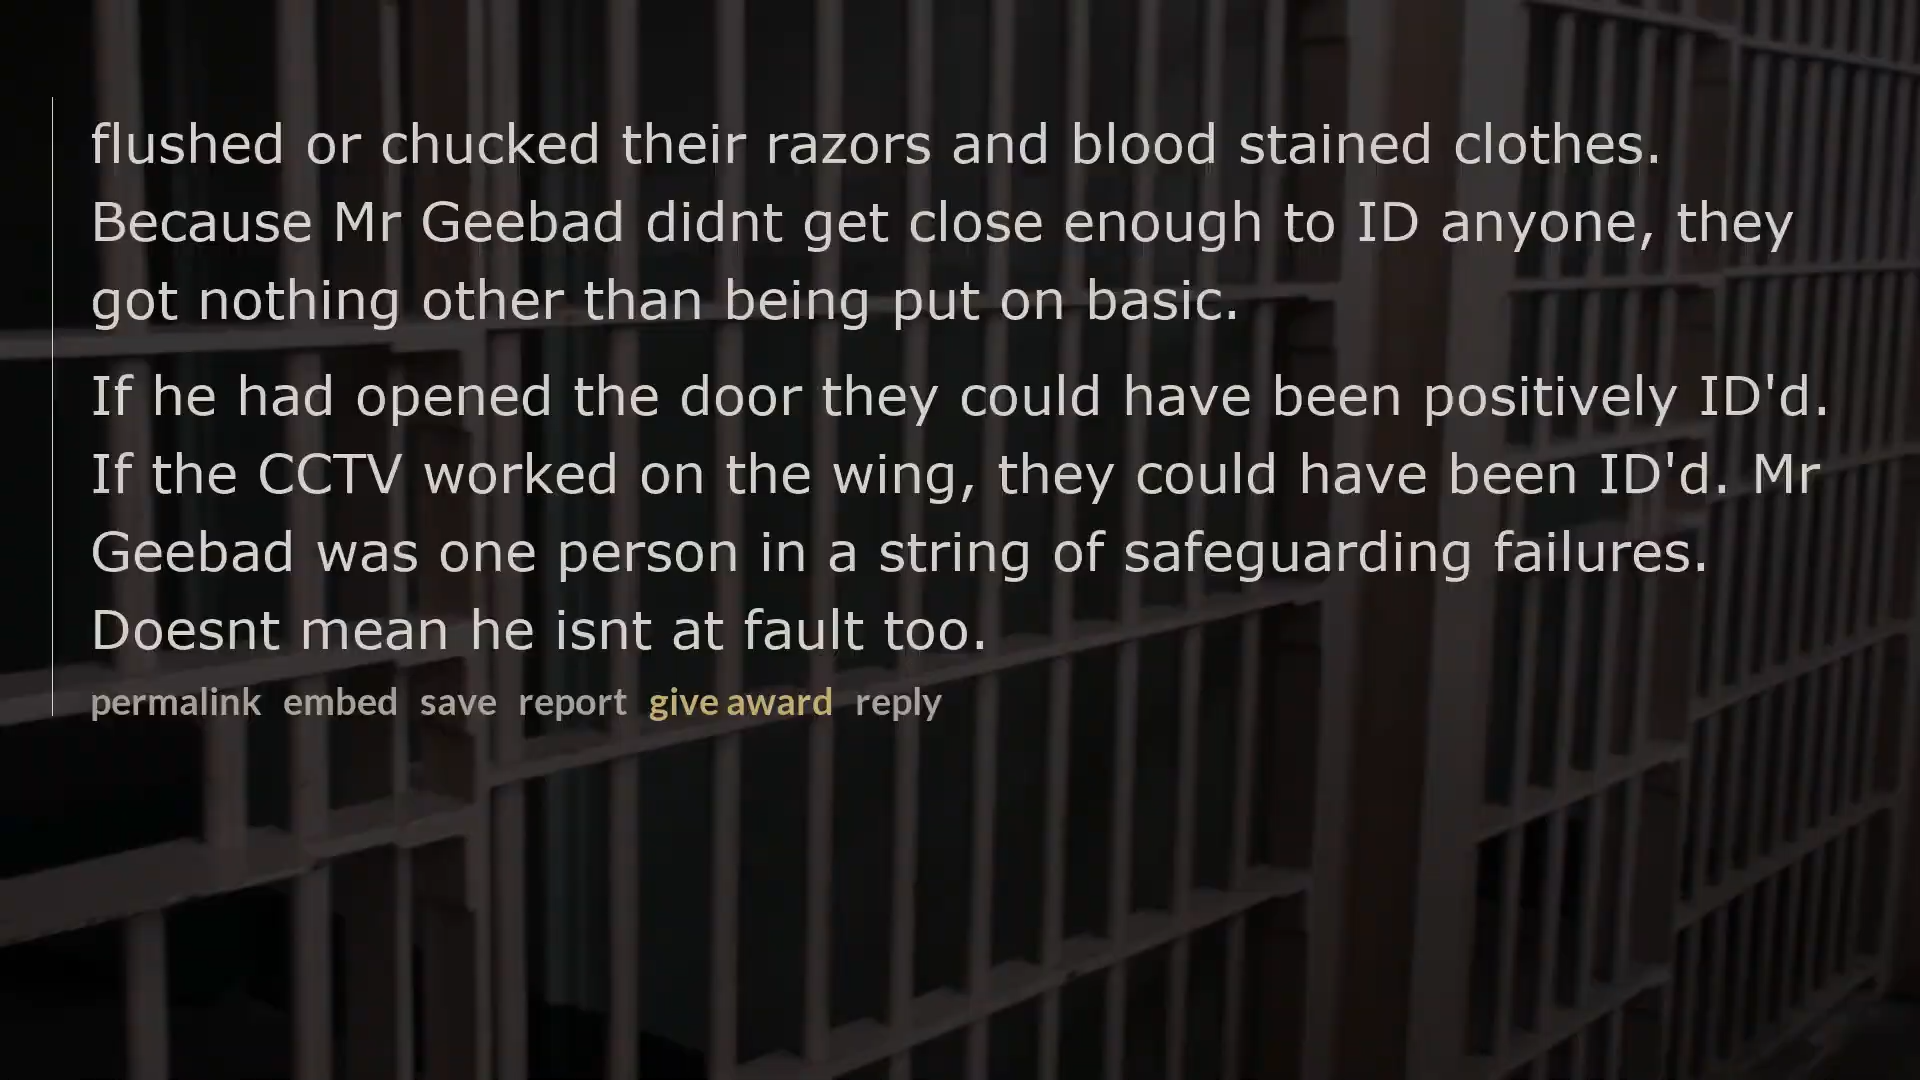 flushed or chucked their razors and blood stained clothes.
Because Mr Geebad didnt get close enough to ID anyone, they
got nothing other than being put on basic.
If he had opened the door they could have been positively ID'd.
If the CCTV worked on the wing, they could have been ID'd. Mr
Geebad was one person in a string of safeguarding failures.
Doesnt mean he isnt at fault too.
permalink embed save report give award reply